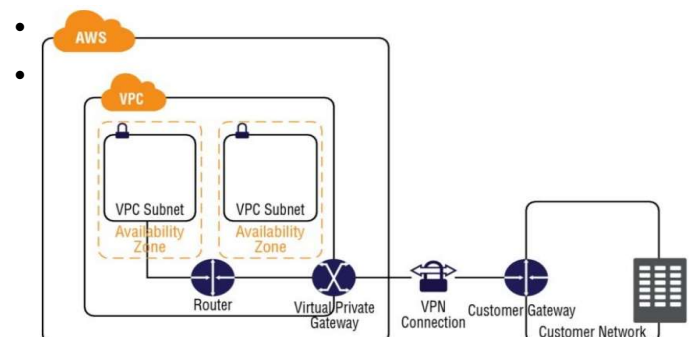 AWS
VPC
VPC Subnet
VPC Subnet
Availability
Zone
Availability
Zone
Router
Virtual Private
Gateway
VPN
Connection
Customer Gateway
Customer Network